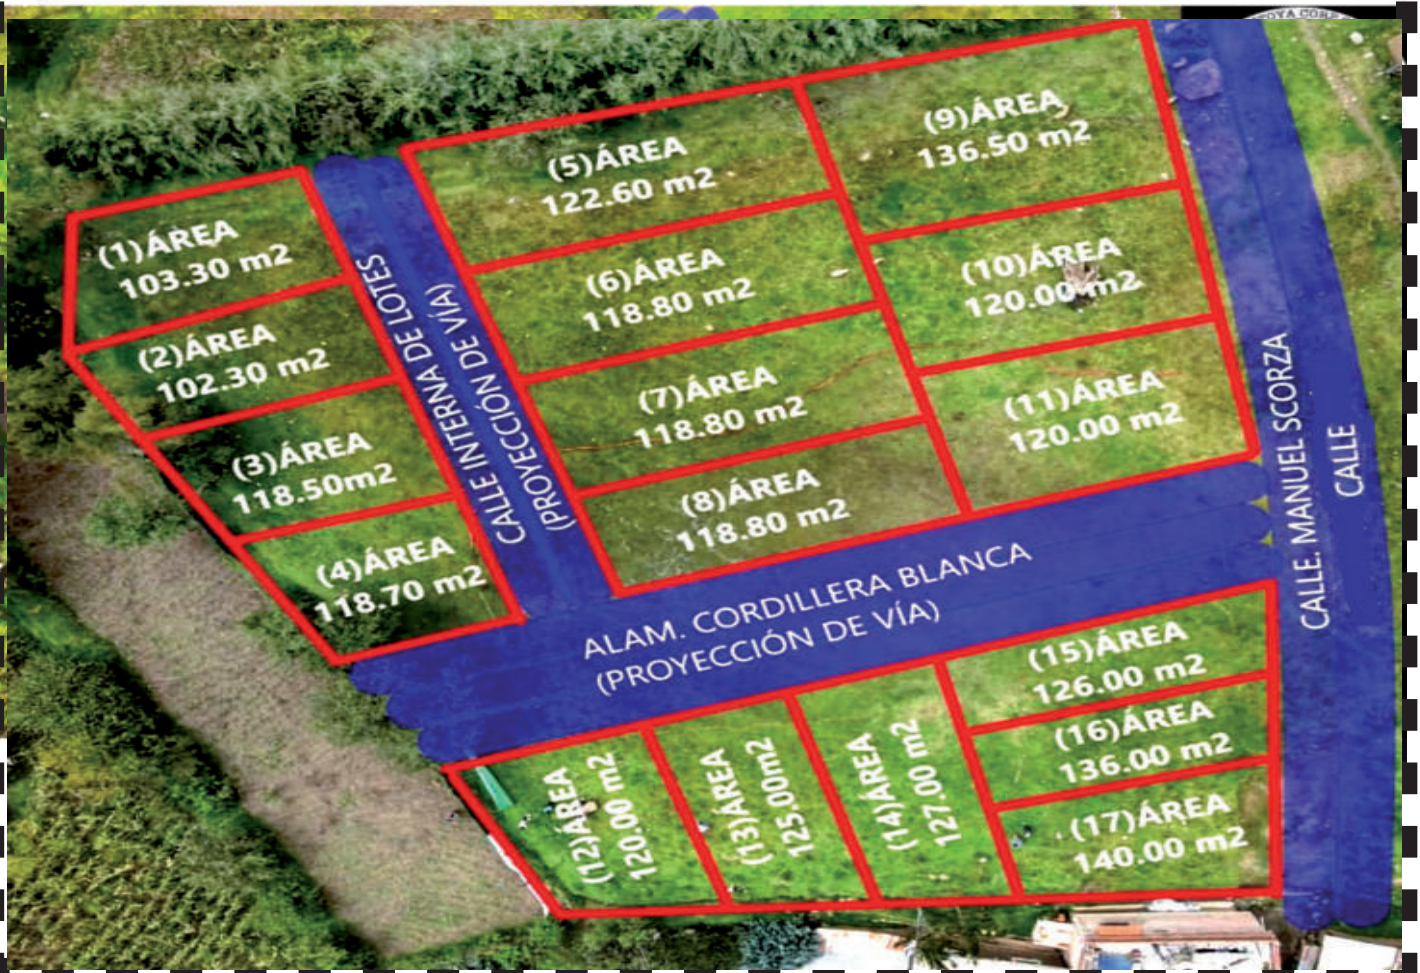 (1)ÁREA
103.30 m2
(2)ÁREA
102.30 m2
(3)ÁREA
118.50m2
(4)ÁREA
118.70 m2
CALLE INTERNA DE LOTES
(PROYECCIÓN DE VÍA)
(5)ÁREA
122.60 m2
(6)ÁREA
118.80 m2
(7)ÁREA
118.80 m2
(8)ÁREA
118.80 m2
(9)ÁREA
136.50 m2
(10)ÁREA
120.00 m2
(11)ÁREA
120.00 m2
CALLE. MANUEL SCORZA
CALLE
ALAM. CORDILLERA BLANCA
(PROYECCIÓN DE VÍA)
(12)ÁREA
120.00 m2
(13)ÁREA
125.00m2
(14)ÁREA
127.00 m2
(15)ÁREA
126.00 m2
(16)ÁREA
136.00 m2
(17)ÁREA
140.00 m2